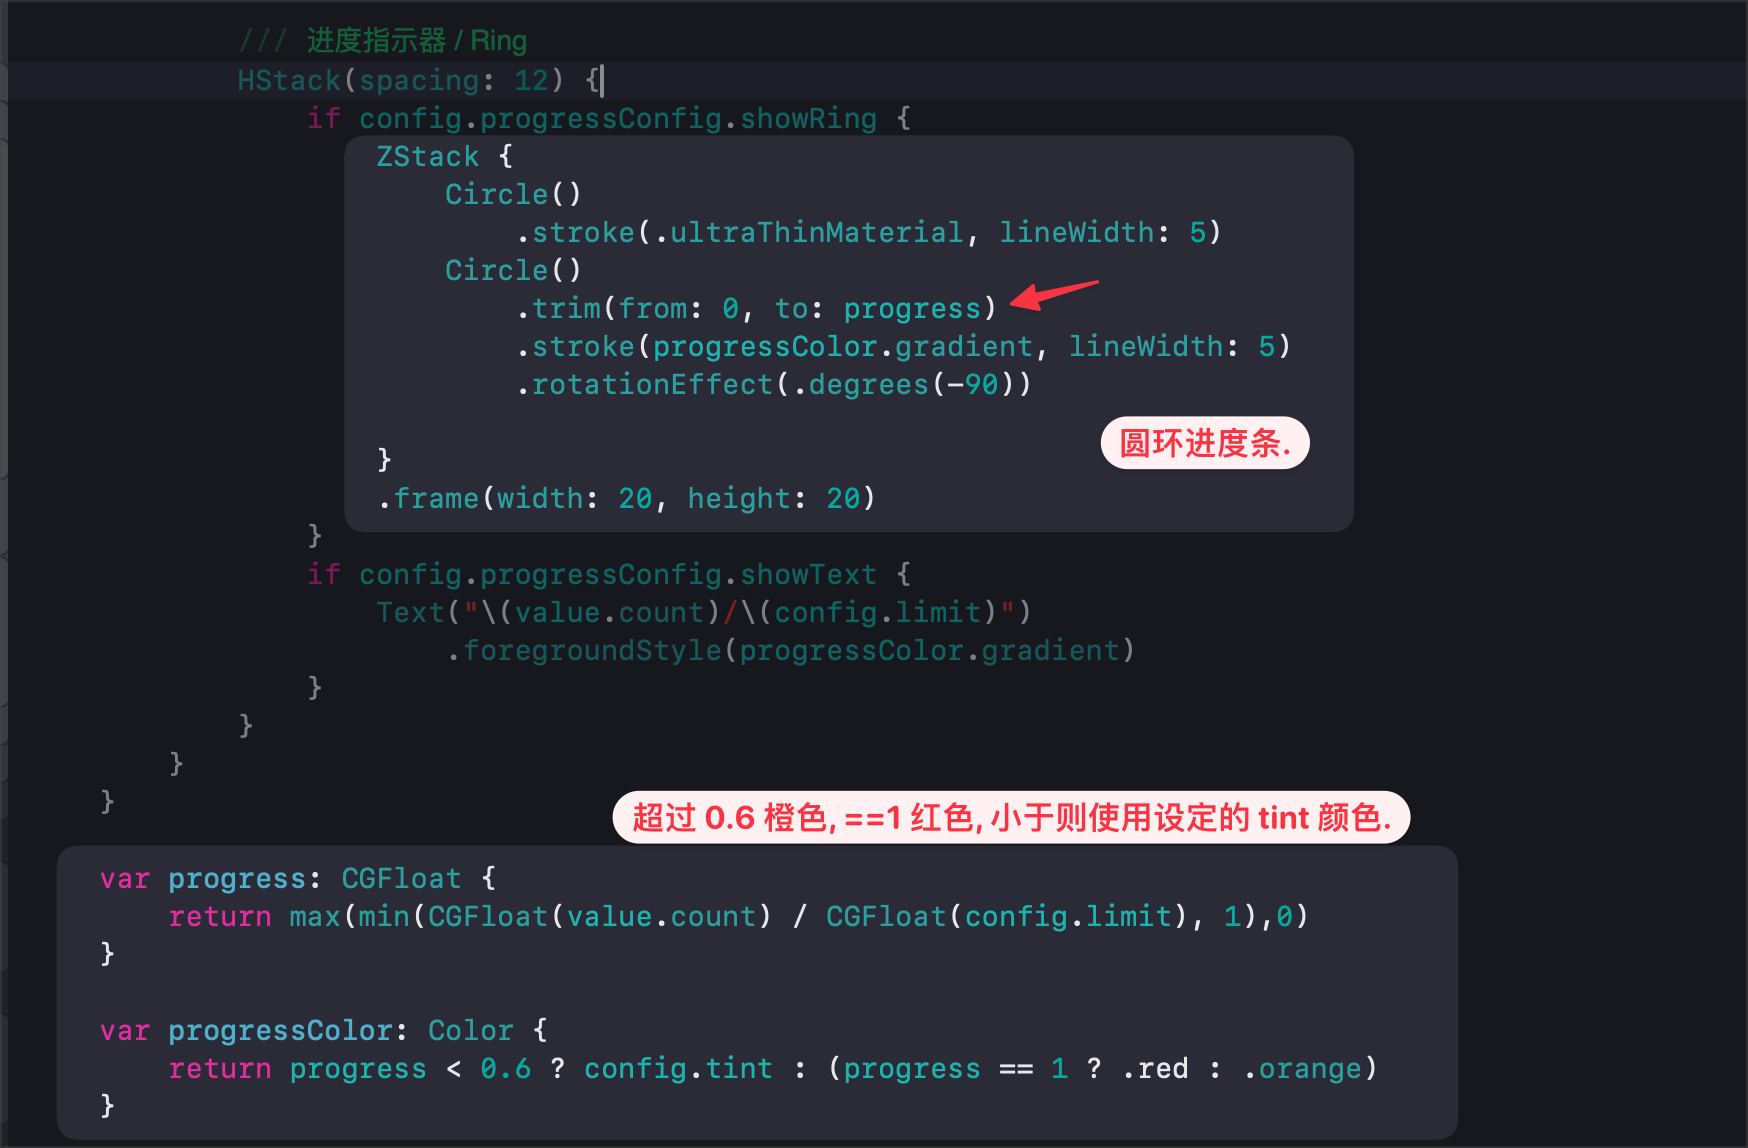 /// 进度指示器 / Ring
HStack(spacing: 12) {
if config.progressConfig.showRing {
ZStack {
Circle()
.stroke(.ultraThinMaterial, lineWidth: 5)
Circle()
.trim(from: 0, to: progress)
.stroke(progressColor.gradient, lineWidth: 5)
.rotationEffect(.degrees(-90))
圆环进度条.
}
.frame(width: 20, height: 20)
}
if config.progressConfig.showText {
Text("\(value.count)/\(config.limit)")
.foregroundStyle(progressColor.gradient)
}
}
}
}
超过 0.6 橙色, ==1 红色, 小于则使用设定的 tint 颜色.
var progress: CGFloat {
return max(min(CGFloat(value.count) / CGFloat(config.limit), 1),0)
}
var progressColor: Color {
return progress < 0.6 ? config.tint : (progress == 1 ? .red : .orange)
}